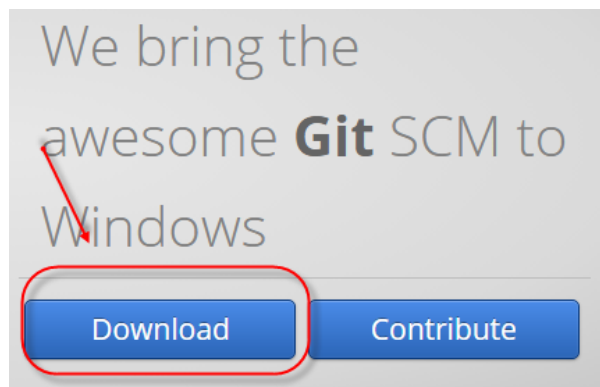 We bring the
awesome Git SCM to
Windows
Download
Contribute